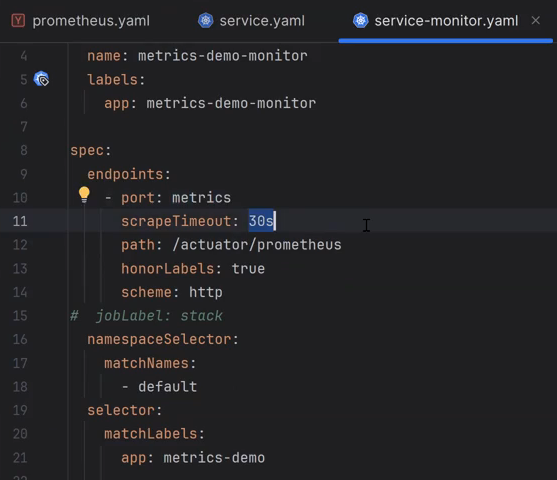 prometheus.yaml service.yaml service-monitor.yaml
4 name: metrics-demo-monitor
5 labels:
6 app: metrics-demo-monitor
7
8 spec:
9 endpoints:
10 - port: metrics
11 scrapeTimeout: 30s
12 path: /actuator/prometheus
13 honorLabels: true
14 scheme: http
15 # jobLabel: stack
16 namespaceSelector:
17 matchNames:
18 - default
19 selector:
20 matchLabels:
21 app: metrics-demo